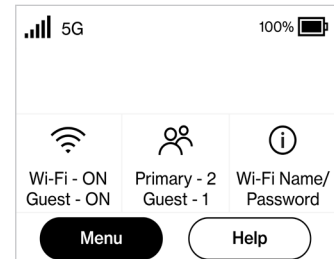 5G 100%
Wi-Fi - ON Primary - 2 Wi-Fi Name/
Guest - ON Guest - 1 Password
Menu Help